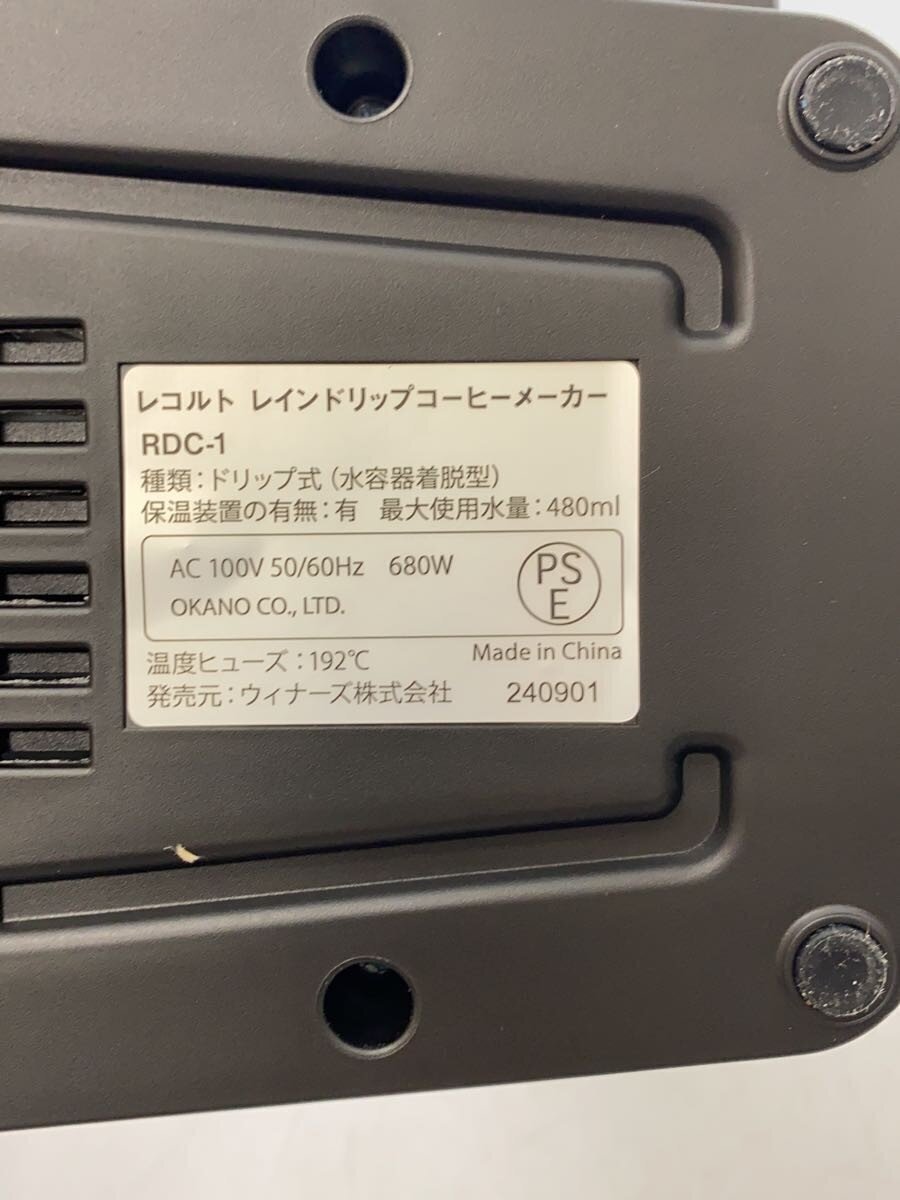 レコルト レインドリップコーヒーメーカー
RDC-1
種類：ドリップ式（水容器着脱型）
保温装置の有無：有 最大使用水量：480ml
AC 100V 50/60Hz 680W
OKANO CO., LTD.
PS
E
温度ヒューズ：192℃ Made in China
発売元：ウィナーズ株式会社 240901